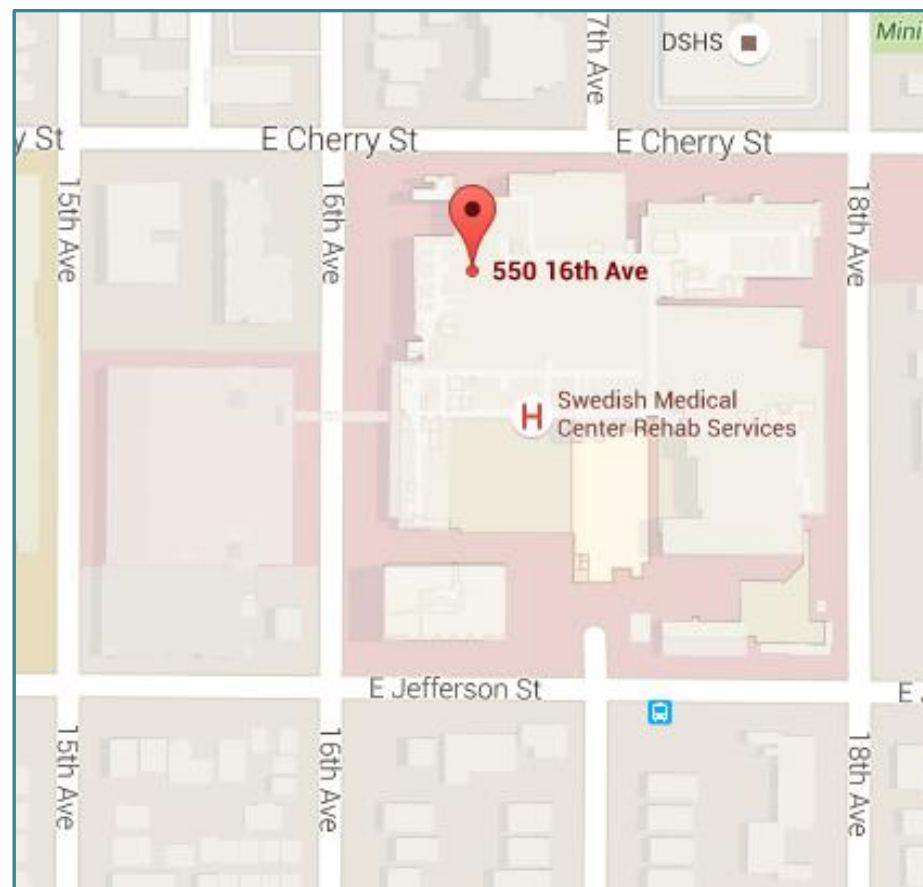 7th Ave
DSHS
Mini
y St
E Cherry St
E Cherry St
15th Ave
16th Ave
18th Ave
550 16th Ave
H
Swedish Medical
Center Rehab Services
E Jefferson St
E
15th Ave
16th Ave
18th Ave